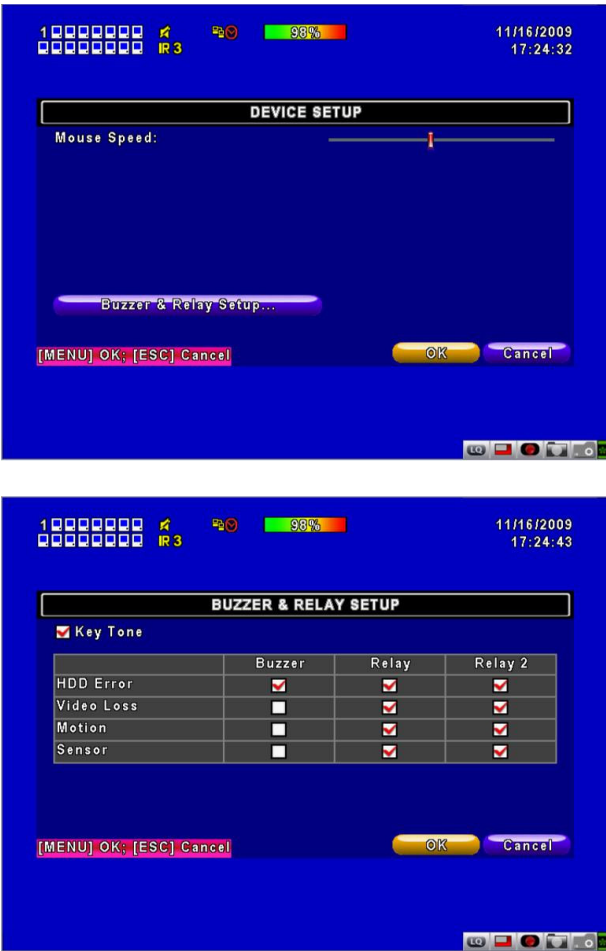 1
IR 3
98%
11/16/2009
17:24:32
DEVICE SETUP
Mouse Speed:
Buzzer & Relay Setup...
[MENU] OK; [ESC] Cancel
OK
Cancel
LQ
1
IR 3
98%
11/16/2009
17:24:43
BUZZER & RELAY SETUP
Key Tone
Buzzer Relay Relay 2
HDD Error
Video Loss
Motion
Sensor
[MENU] OK; [ESC] Cancel
OK
Cancel
LQ